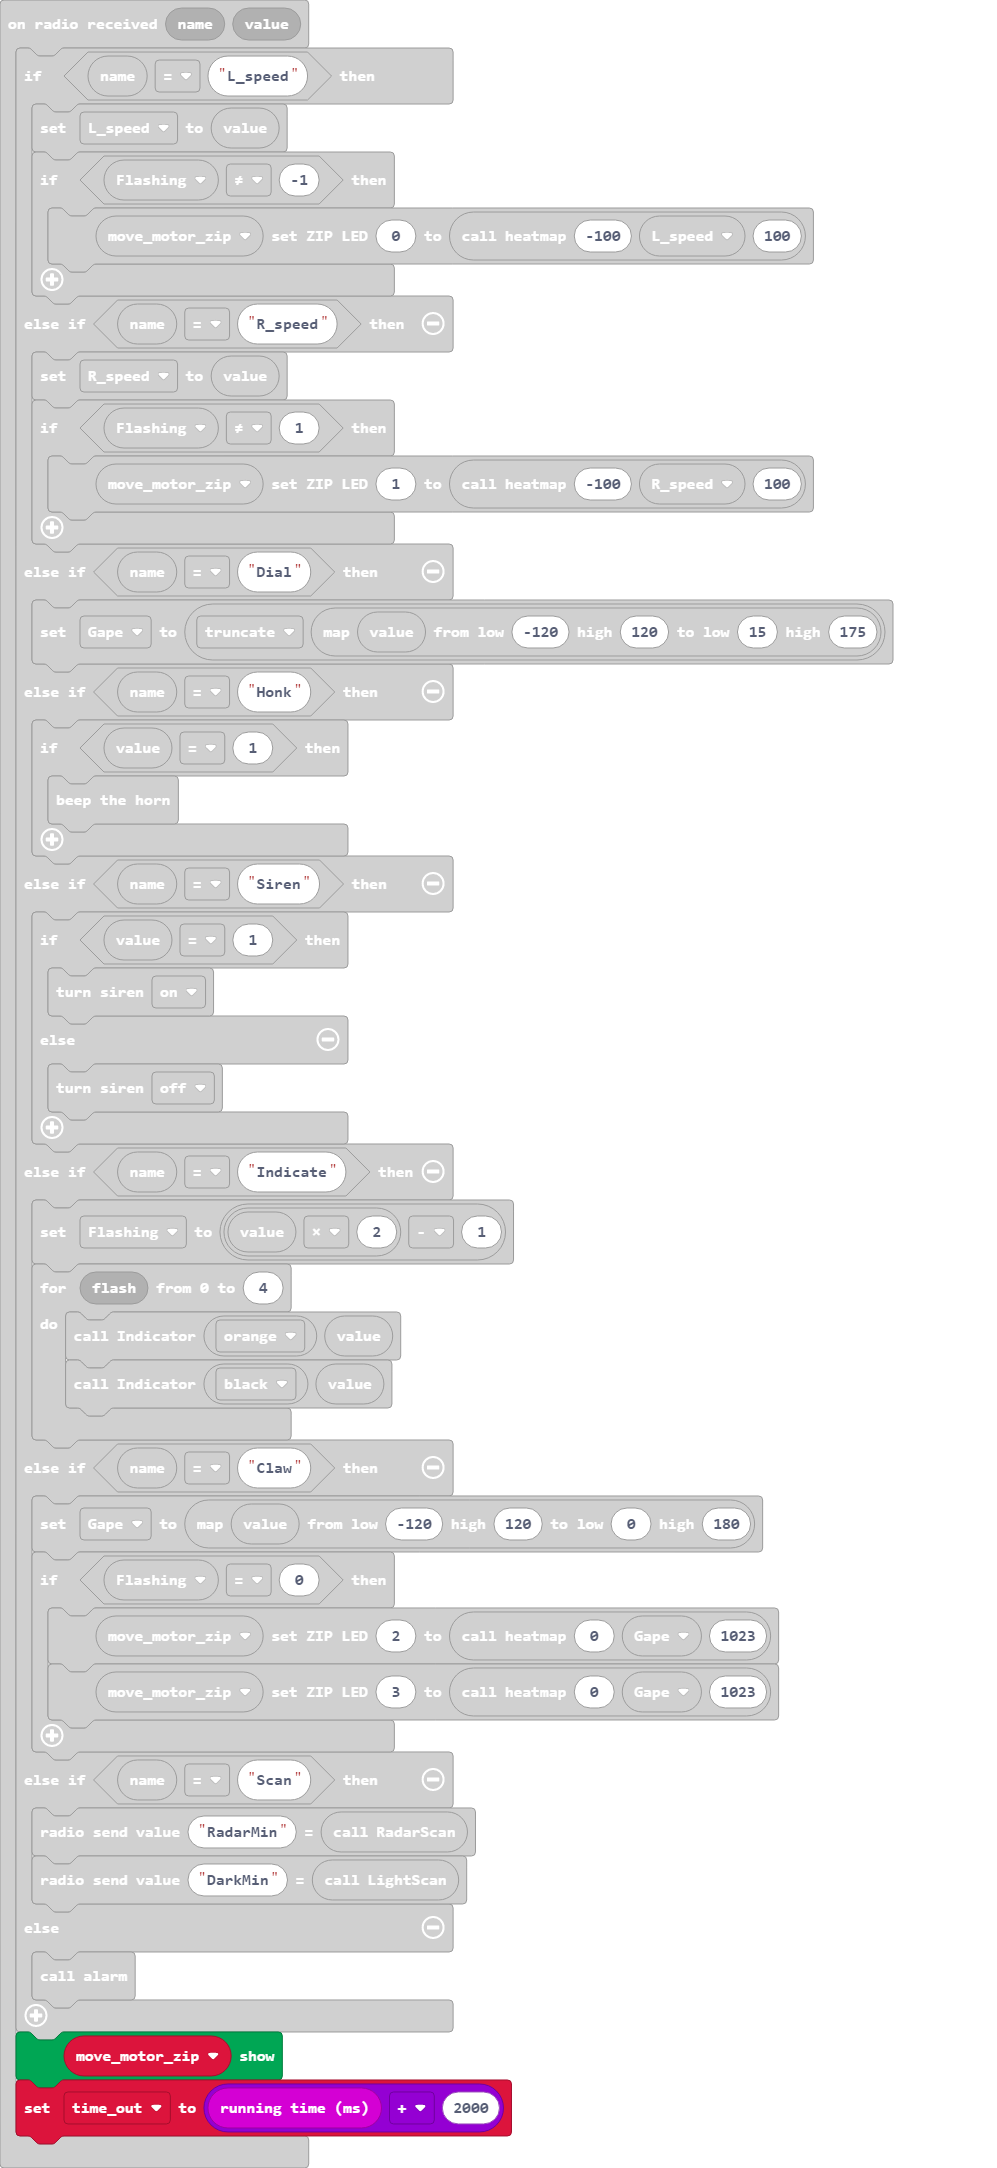 on radio received name value
if name = "L_speed" then
set L_speed to value
if Flashing ≠ -1 then
move_motor_zip set ZIP LED 0 to call heatmap -100 L_speed 100
else if name = "R_speed" then
set R_speed to value
if Flashing ≠ 1 then
move_motor_zip set ZIP LED 1 to call heatmap -100 R_speed 100
else if name = "Dial" then
set Gape to truncate map value from low -120 high 120 to low 15 high 175
else if name = "Honk" then
if value = 1 then
beep the horn
else if name = "Siren" then
if value = 1 then
turn siren on
else
turn siren off
else if name = "Indicate" then
set Flashing to value × 2 - 1
for flash from 0 to 4
do
call Indicator orange value
call Indicator black value
else if name = "Claw" then
set Gape to map value from low -120 high 120 to low 0 high 180
if Flashing = 0 then
move_motor_zip set ZIP LED 2 to call heatmap 0 Gape 1023
move_motor_zip set ZIP LED 3 to call heatmap 0 Gape 1023
else if name = "Scan" then
radio send value "RadarMin" = call RadarScan
radio send value "DarkMin" = call LightScan
else
call alarm
move_motor_zip show
set time_out to running time (ms) + 2000